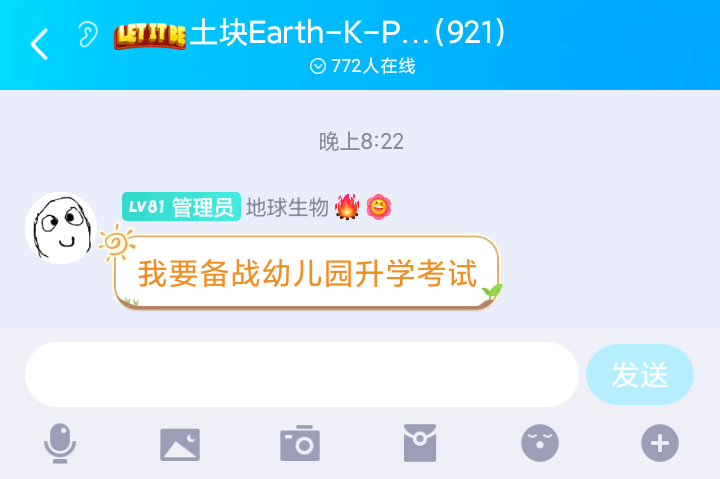 LET IT BE 土块Earth-K-P...(921)
772人在线
晚上8:22
LV81 管理员 地球生物
我要备战幼儿园升学考试
发送